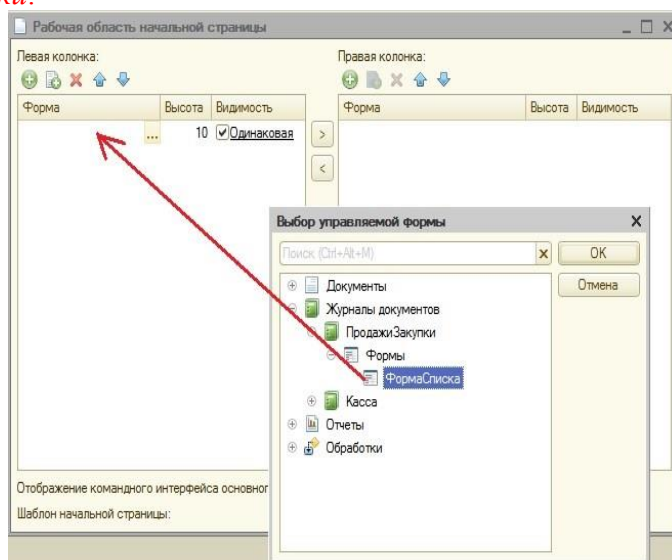 Рабочая область начальной страницы
Левая колонка:
Правая колонка:
Форма Высота Видимость
Форма Высота Видимость
... 10 Одинаковая
>
<
Выбор управляемой формы
Поиск (Ctrl+Alt+M)
OK
Отмена
Документы
Журналы документов
ПродажиЗакупки
Формы
ФормаСписка
Касса
Отчеты
Обработки
Отображение командного интерфейса основног
Шаблон начальной страницы: